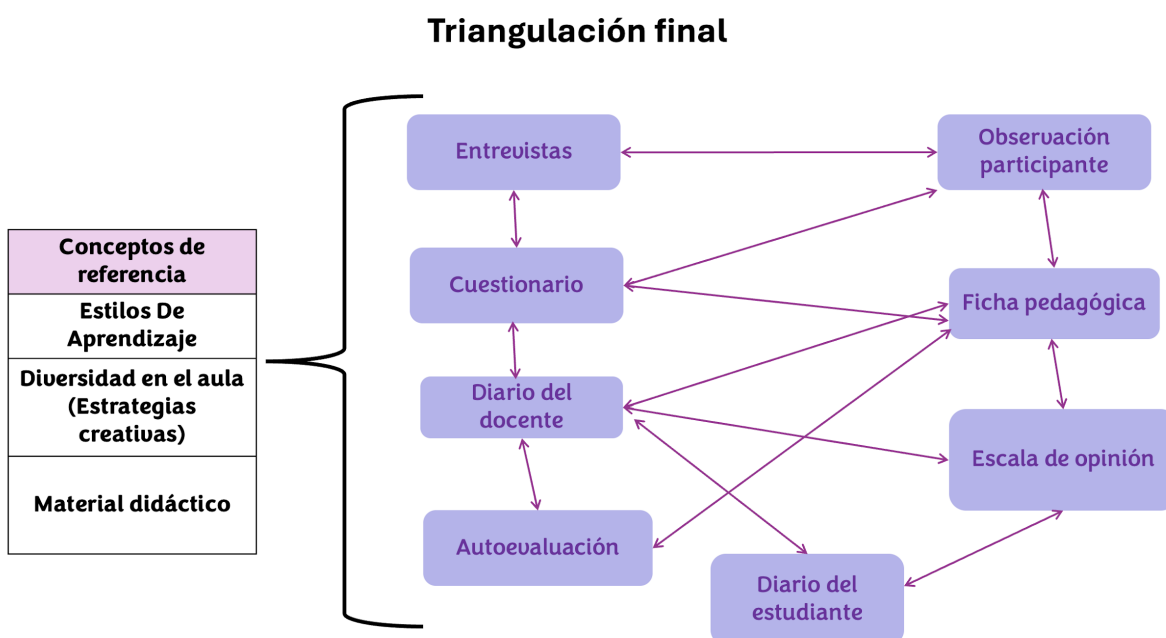 Triangulación final
Conceptos de
referencia
Estilos De
Aprendizaje
Diversidad en el aula
(Estrategias
creativas)
Material didáctico
Entrevistas
Cuestionario
Diario del
docente
Autoevaluación
Observación
participante
Ficha pedagógica
Escala de opinión
Diario del
estudiante